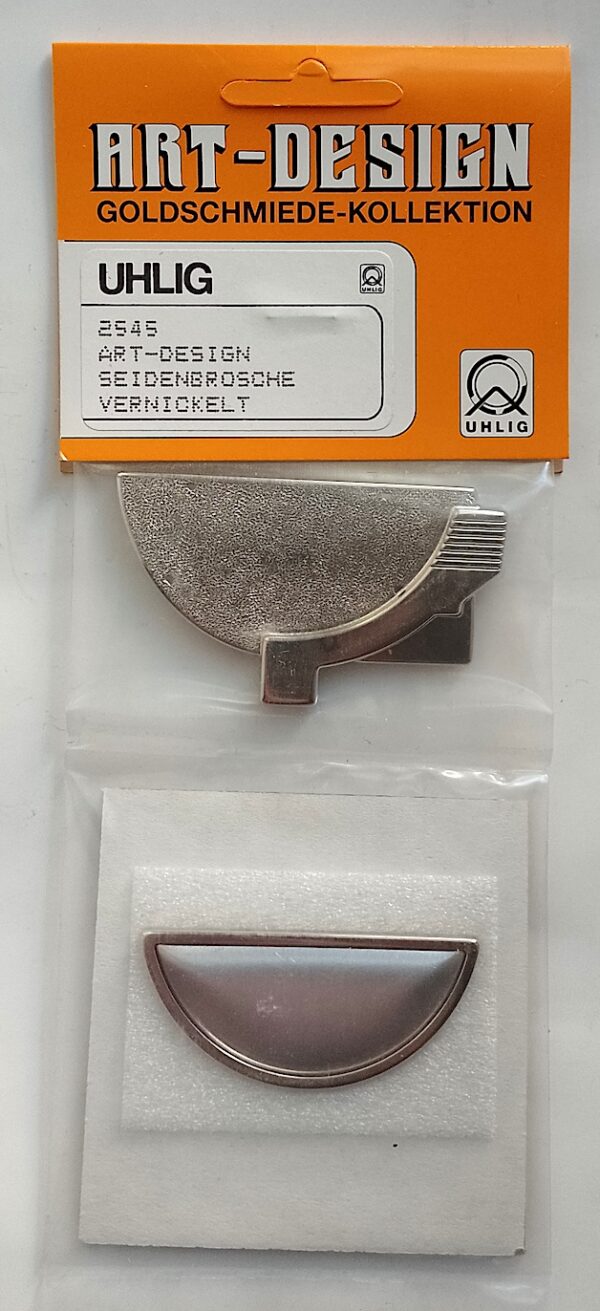 ART-DESIGN
GOLDSCHMIEDE-KOLLEKTION
UHLIG
UHLIG
2545
ART-DESIGN
SEIDENBROSCHE
VERNICKELT
UHLIG